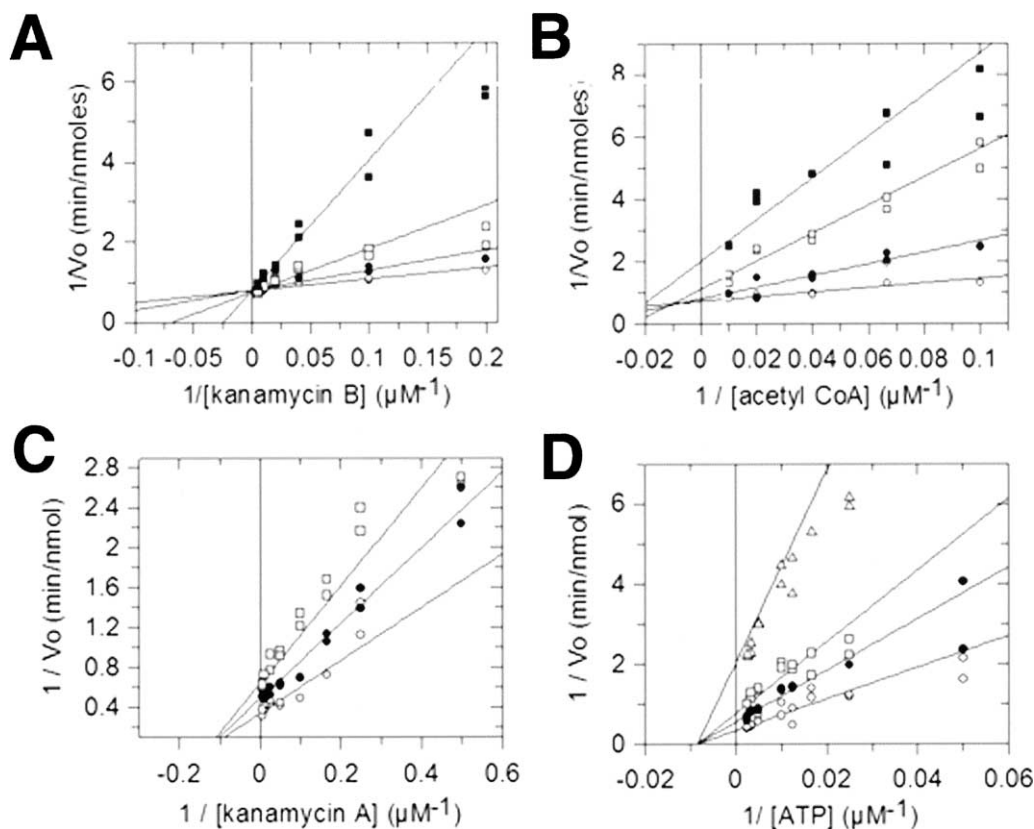 A
1/Vo (min/nmoles)
6
4
2
0
-0.1 -0.05 0 0.05 0.1 0.15 0.2
1/[kanamycin B] (µM-1)
B
1/Vo (min/nmoles)
8
6
4
2
0
-0.02 0 0.02 0.04 0.06 0.08 0.1
1 / [acetyl CoA] (µM-1)
C
1 / Vo (min/nmol)
2.8
2.4
2
1.6
1.2
0.8
0.4
-0.2 0 0.2 0.4 0.6
1 / [kanamycin A] (µM-1)
D
1 / Vo (min/nmol)
6
4
2
0
-0.02 0 0.02 0.04 0.06
1/ [ATP] (µM-1)